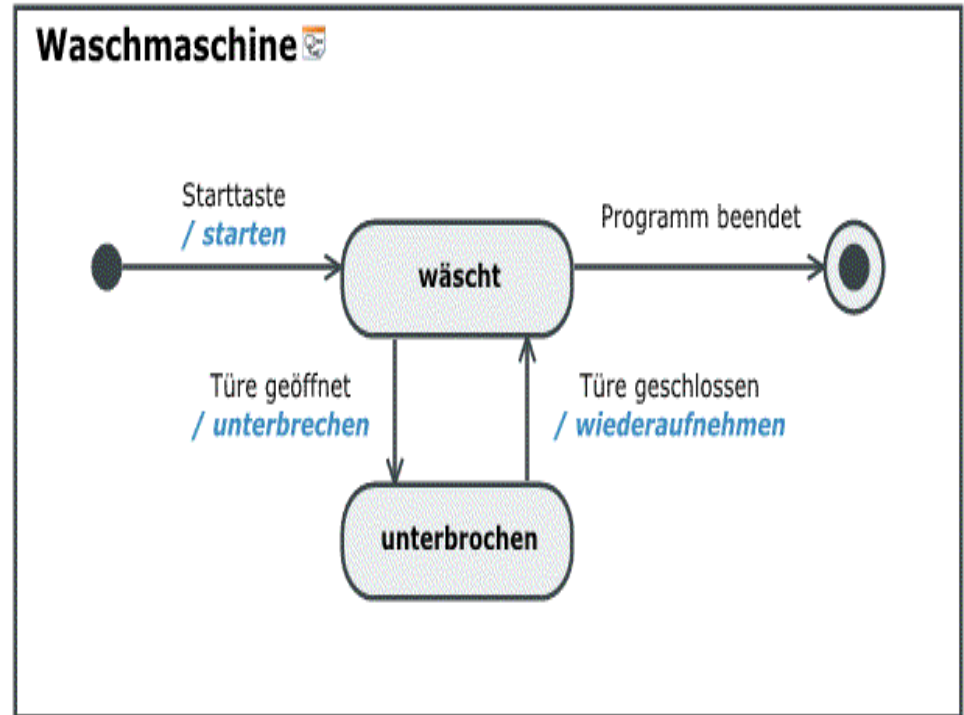 Waschmaschine
Starttaste
/ starten
wäscht
Programm beendet
Türe geöffnet
/ unterbrechen
Türe geschlossen
/ wiederaufnehmen
unterbrochen